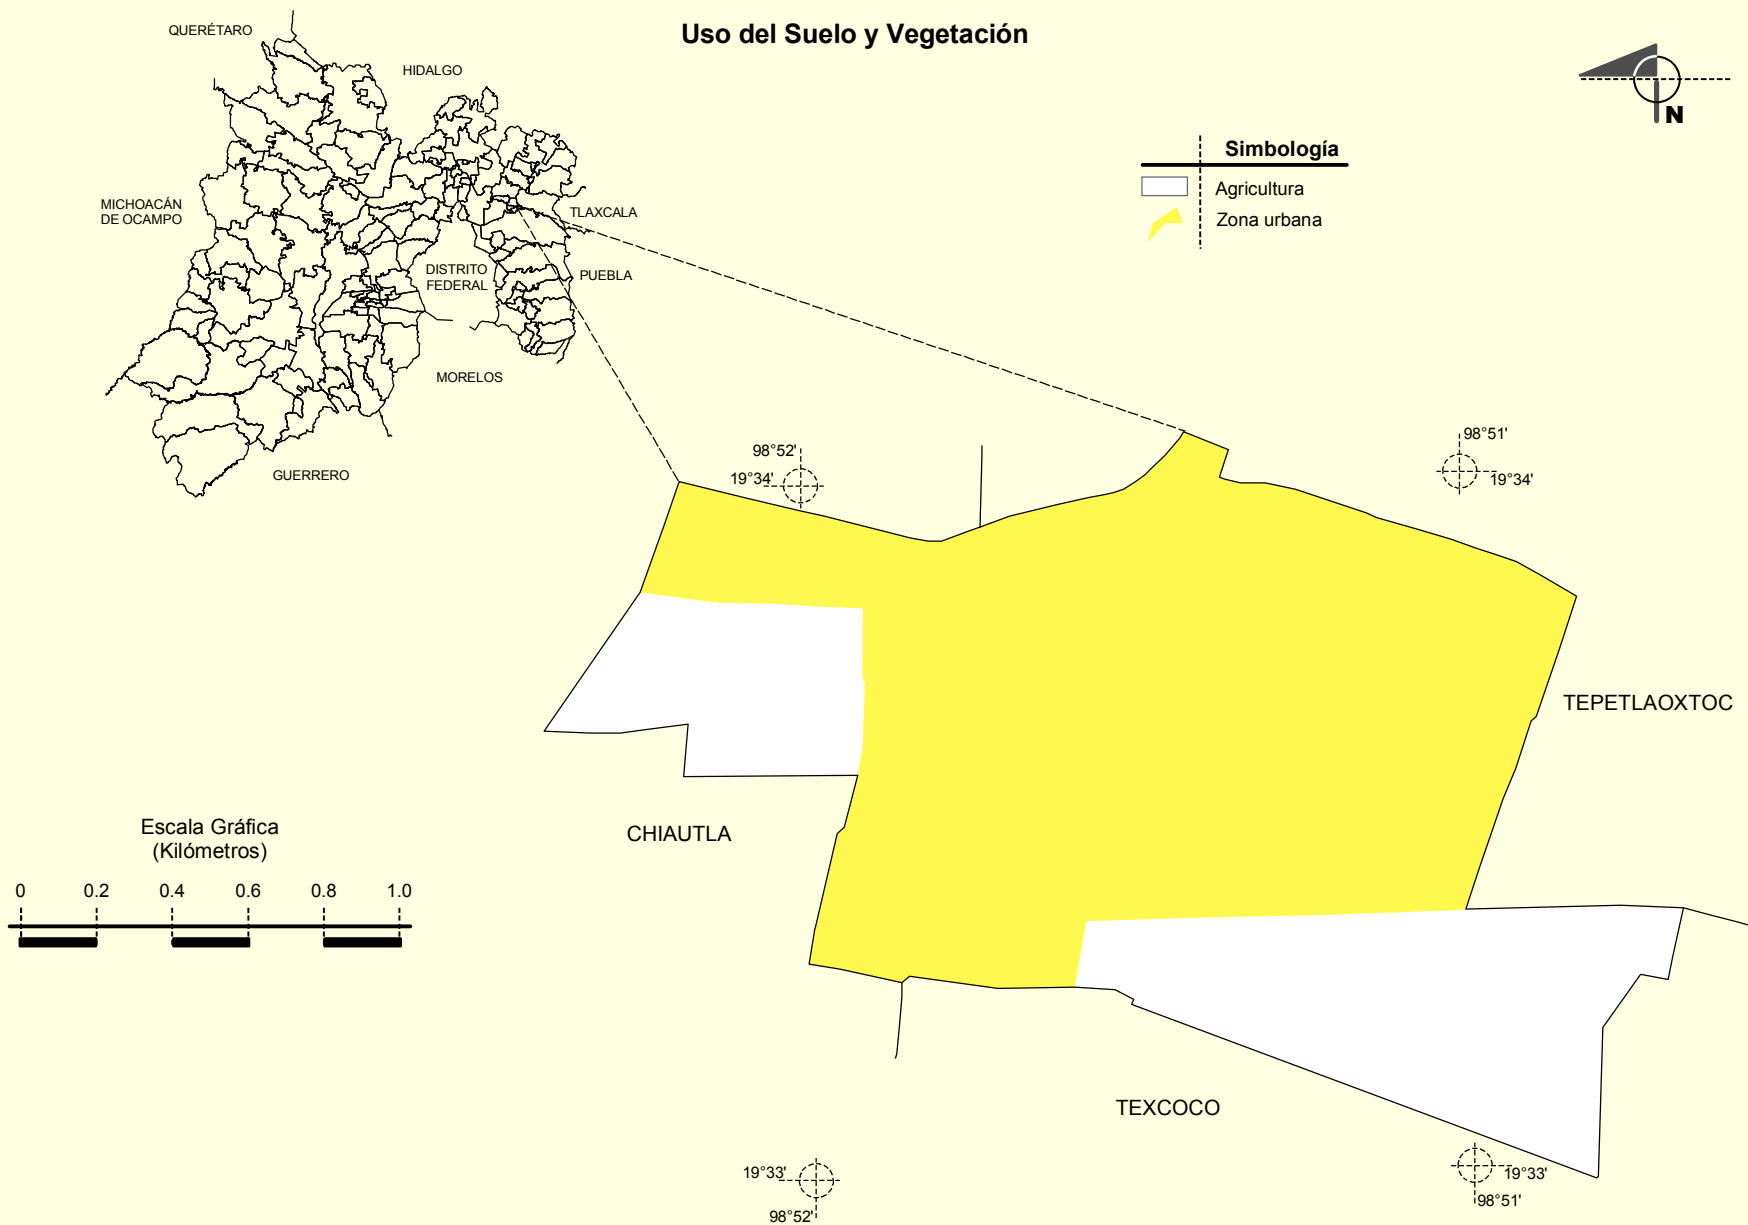 Uso del Suelo y Vegetación
QUERÉTARO
HIDALGO
MICHOACÁN
DE OCAMPO
TLAXCALA
DISTRITO
FEDERAL
PUEBLA
MORELOS
GUERRERO
N
Simbología
Agricultura
Zona urbana
98°52'
19°34'
98°51'
19°34'
TEPETLAOXTOC
CHIAUTLA
Escala Gráfica
(Kilómetros)
0 0.2 0.4 0.6 0.8 1.0
TEXCOCO
19°33'
98°52'
19°33'
98°51'